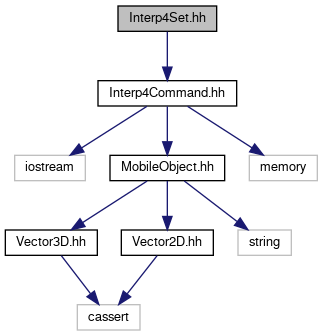 Interp4Set.hh
Interp4Command.hh
iostream
MobileObject.hh
memory
Vector3D.hh
Vector2D.hh
string
cassert